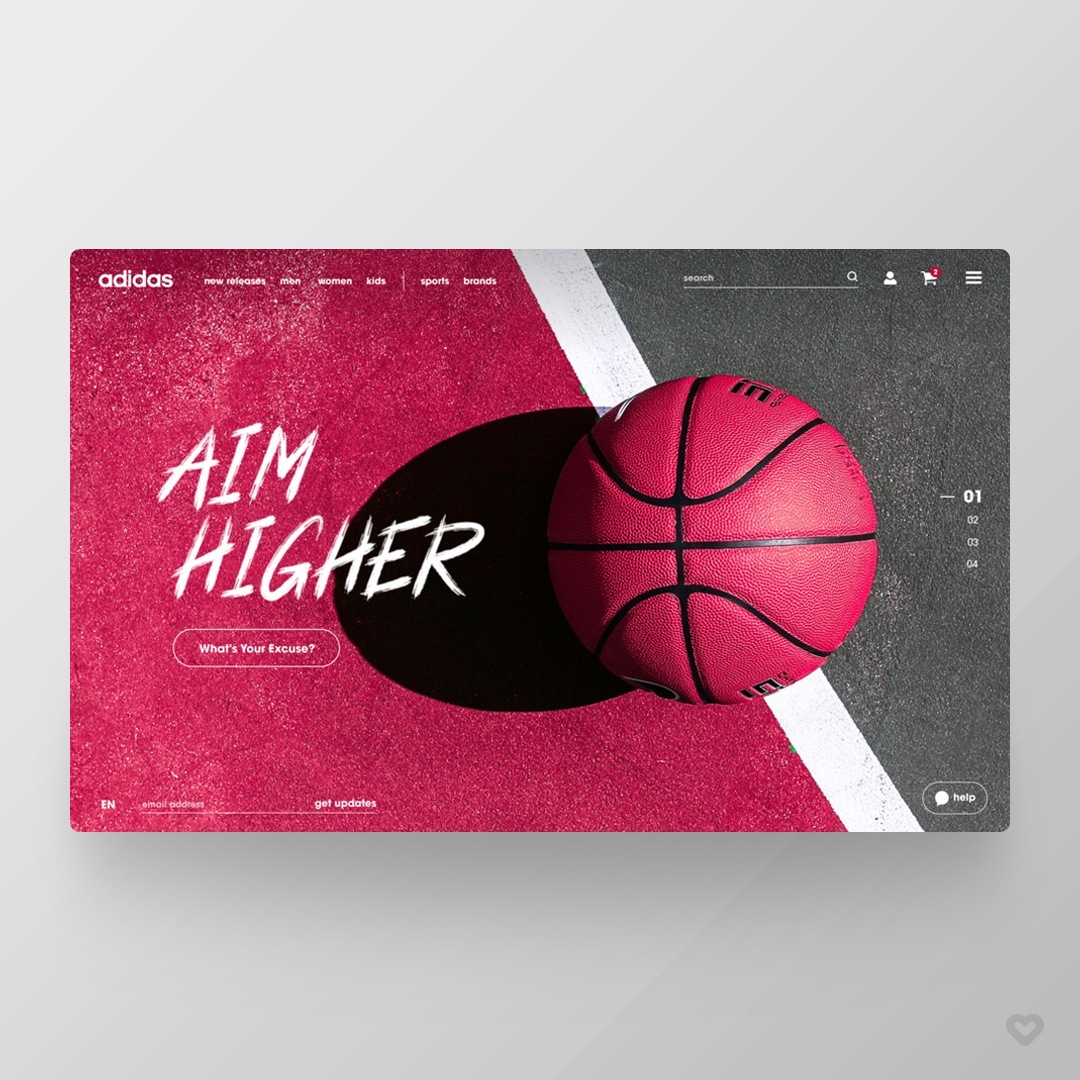 adidas new releases men women kids sports brands search 2
AIM
HIGHER
What's Your Excuse?
01
02
03
04
EN email address get updates help